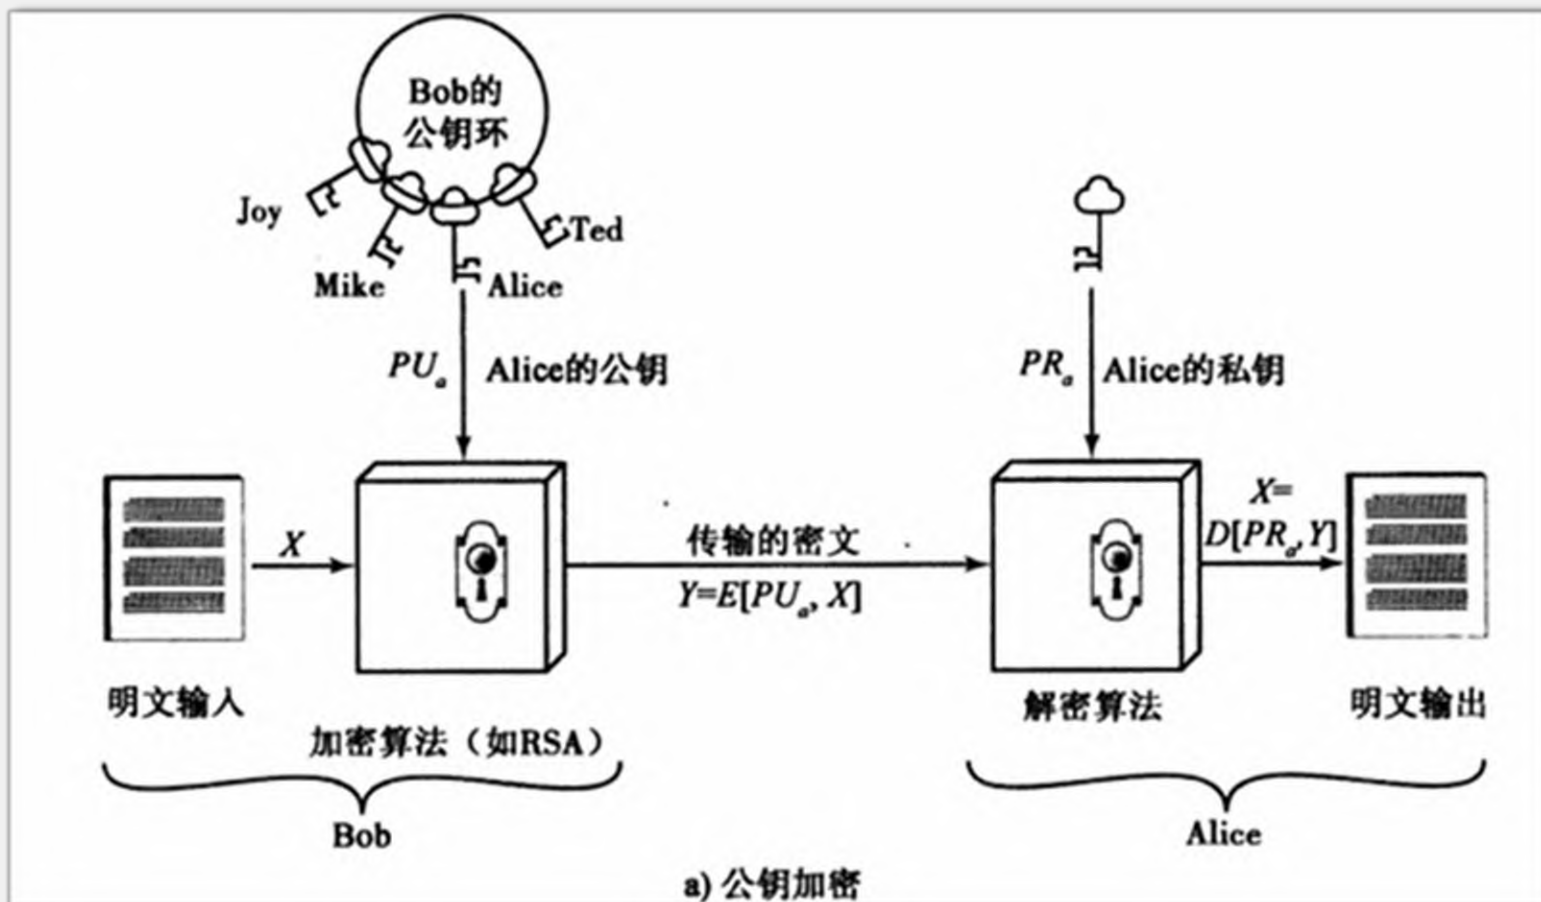 Bob的
公钥环
Joy
Ted
Mike
Alice
PUa
Alice的公钥
PRa
Alice的私钥
X
传输的密文
Y=E[PUa, X]
X=
D[PRa,Y]
明文输入
加密算法（如RSA）
解密算法
明文输出
Bob
Alice
a) 公钥加密